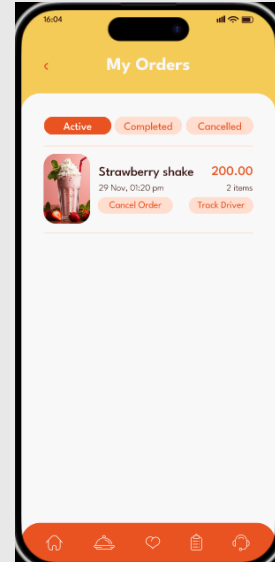 16:04
My Orders
Active Completed Cancelled
Strawberry shake 200.00
29 Nov, 01:20 pm 2 items
Cancel Order Track Driver